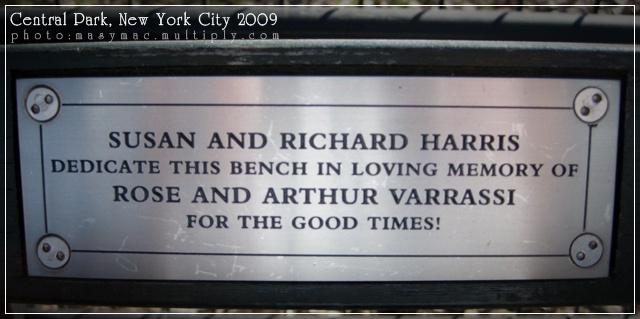 Central Park, New York City 2009
photo:masymac.multiply.com
SUSAN AND RICHARD HARRIS
DEDICATE THIS BENCH IN LOVING MEMORY OF
ROSE AND ARTHUR VARRASSI
FOR THE GOOD TIMES!